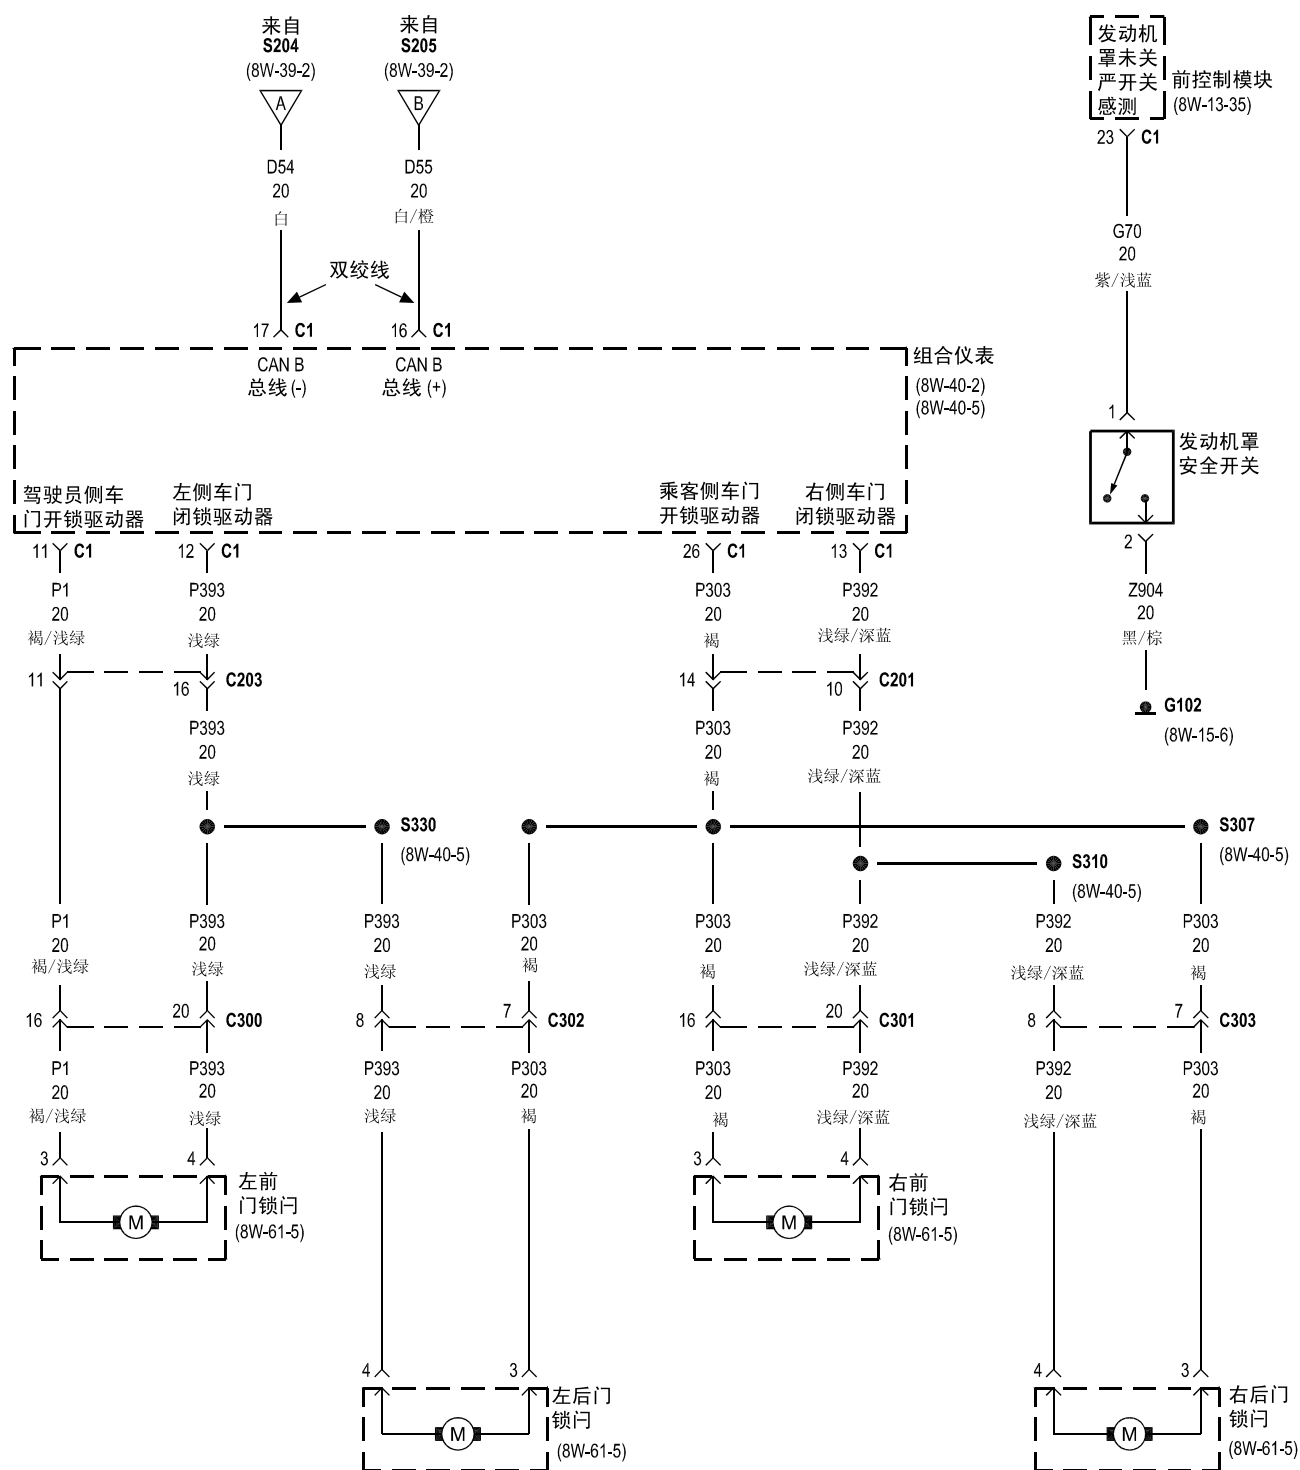 来自
S204
(8W-39-2)
A
D54
20
白
来自
S205
(8W-39-2)
B
D55
20
白/橙
双绞线
17 C1
16 C1
发动机
罩未关
严开关
感测
前控制模块
(8W-13-35)
23 C1
G70
20
紫/浅蓝
1
发动机罩
安全开关
2
Z904
20
黑/棕
G102
(8W-15-6)
CAN B
总线 (-)
CAN B
总线 (+)
组合仪表
(8W-40-2)
(8W-40-5)
驾驶员侧车
门开锁驱动器
左侧车门
闭锁驱动器
乘客侧车门
开锁驱动器
右侧车门
闭锁驱动器
11 C1
12 C1
26 C1
13 C1
P1
20
褐/浅绿
P393
20
浅绿
P303
20
褐
P392
20
浅绿/深蓝
11
16 C203
14
10 C201
P393
20
浅绿
P303
20
褐
P392
20
浅绿/深蓝
S330
(8W-40-5)
S307
(8W-40-5)
S310
(8W-40-5)
P1
20
褐/浅绿
P393
20
浅绿
P393
20
浅绿
P303
20
褐
P303
20
褐
P392
20
浅绿/深蓝
P392
20
浅绿/深蓝
P303
20
褐
16
20 C300
8
7 C302
16
20 C301
8
7 C303
P1
20
褐/浅绿
P393
20
浅绿
P393
20
浅绿
P303
20
褐
P303
20
褐
P392
20
浅绿/深蓝
P392
20
浅绿/深蓝
P303
20
褐
3
4
M
左前
门锁闩
(8W-61-5)
3
4
M
右前
门锁闩
(8W-61-5)
4
3
M
左后门
锁闩
(8W-61-5)
4
3
M
右后门
锁闩
(8W-61-5)